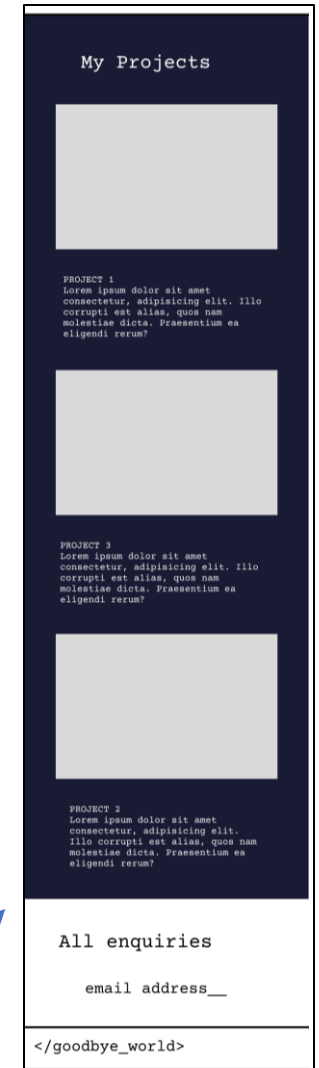 My Projects
PROJECT 1
Lorem ipsum dolor sit amet
consectetur, adipisicing elit. Illo
corrupti est alias, quos nam
molestiae dicta. Praesentium ea
eligendi rerum?
PROJECT 3
Lorem ipsum dolor sit amet
consectetur, adipisicing elit. Illo
corrupti est alias, quos nam
molestiae dicta. Praesentium ea
eligendi rerum?
PROJECT 2
Lorem ipsum dolor sit amet
consectetur, adipisicing elit.
Illo corrupti est alias, quos nam
molestiae dicta. Praesentium ea
eligendi rerum?
All enquiries
email address__
</goodbye_world>